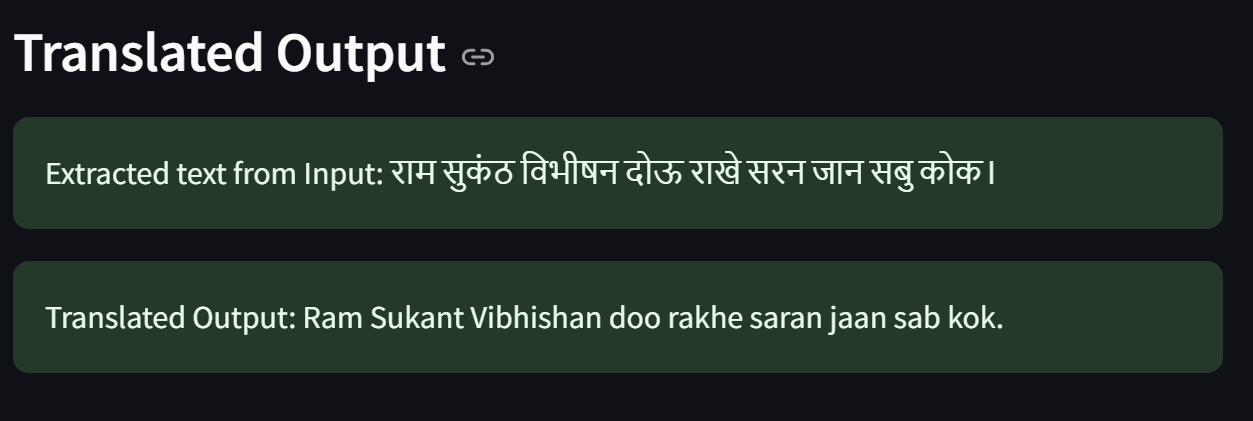 Translated Output
Extracted text from Input: राम सुकंठ विभीषन दोऊ राखे सरन जान सबु कोक।
Translated Output: Ram Sukant Vibhishan doo rakhe saran jaan sab kok.